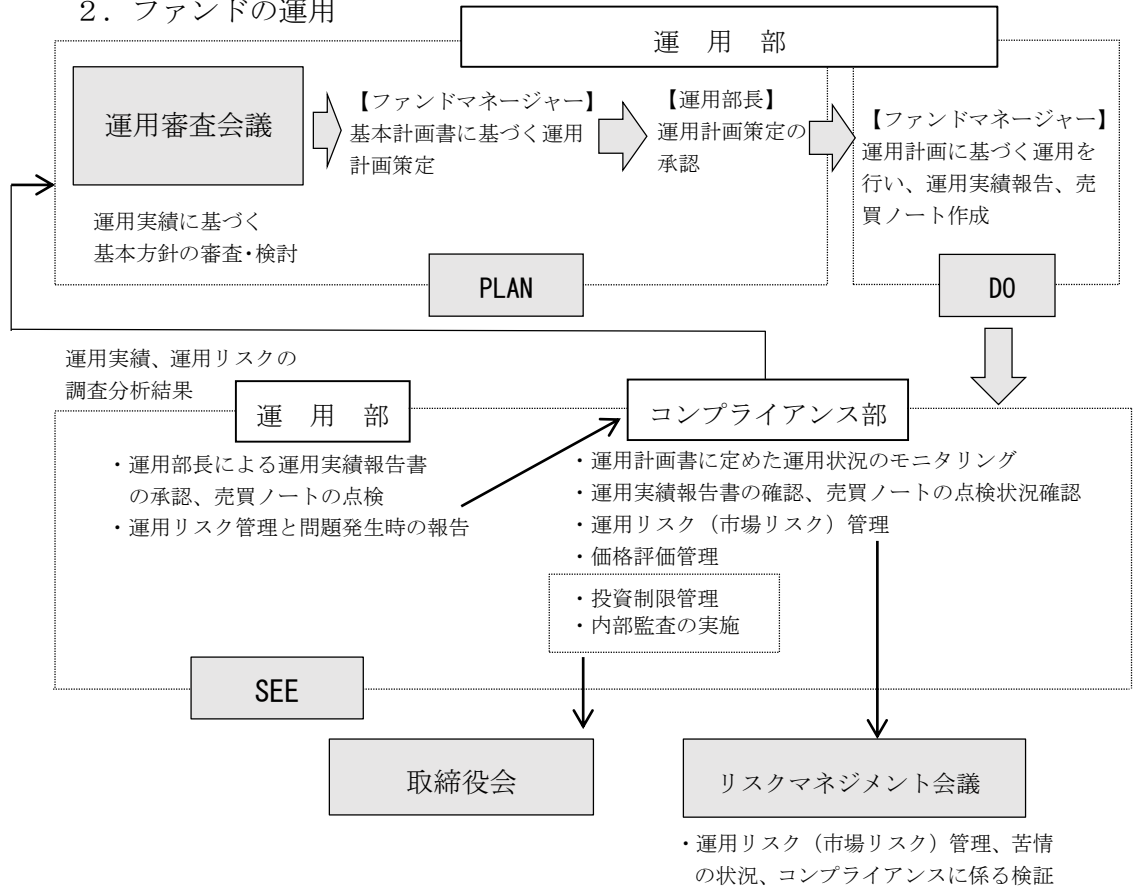 2．ファンドの運用
運　用　部
運用審査会議
【ファンドマネージャー】
基本計画書に基づく運用
計画策定
【運用部長】
運用計画策定の
承認
【ファンドマネージャー】
運用計画に基づく運用を
行い、運用実績報告、売
買ノート作成
運用実績に基づく
基本方針の審査・検討
PLAN
DO
運用実績、運用リスクの
調査分析結果
運　用　部
・運用部長による運用実績報告書
の承認、売買ノートの点検
・運用リスク管理と問題発生時の報告
コンプライアンス部
・運用計画書に定めた運用状況のモニタリング
・運用実績報告書の確認、売買ノートの点検状況確認
・運用リスク（市場リスク）管理
・価格評価管理
・投資制限管理
・内部監査の実施
SEE
取締役会
リスクマネジメント会議
・運用リスク（市場リスク）管理、苦情
の状況、コンプライアンスに係る検証